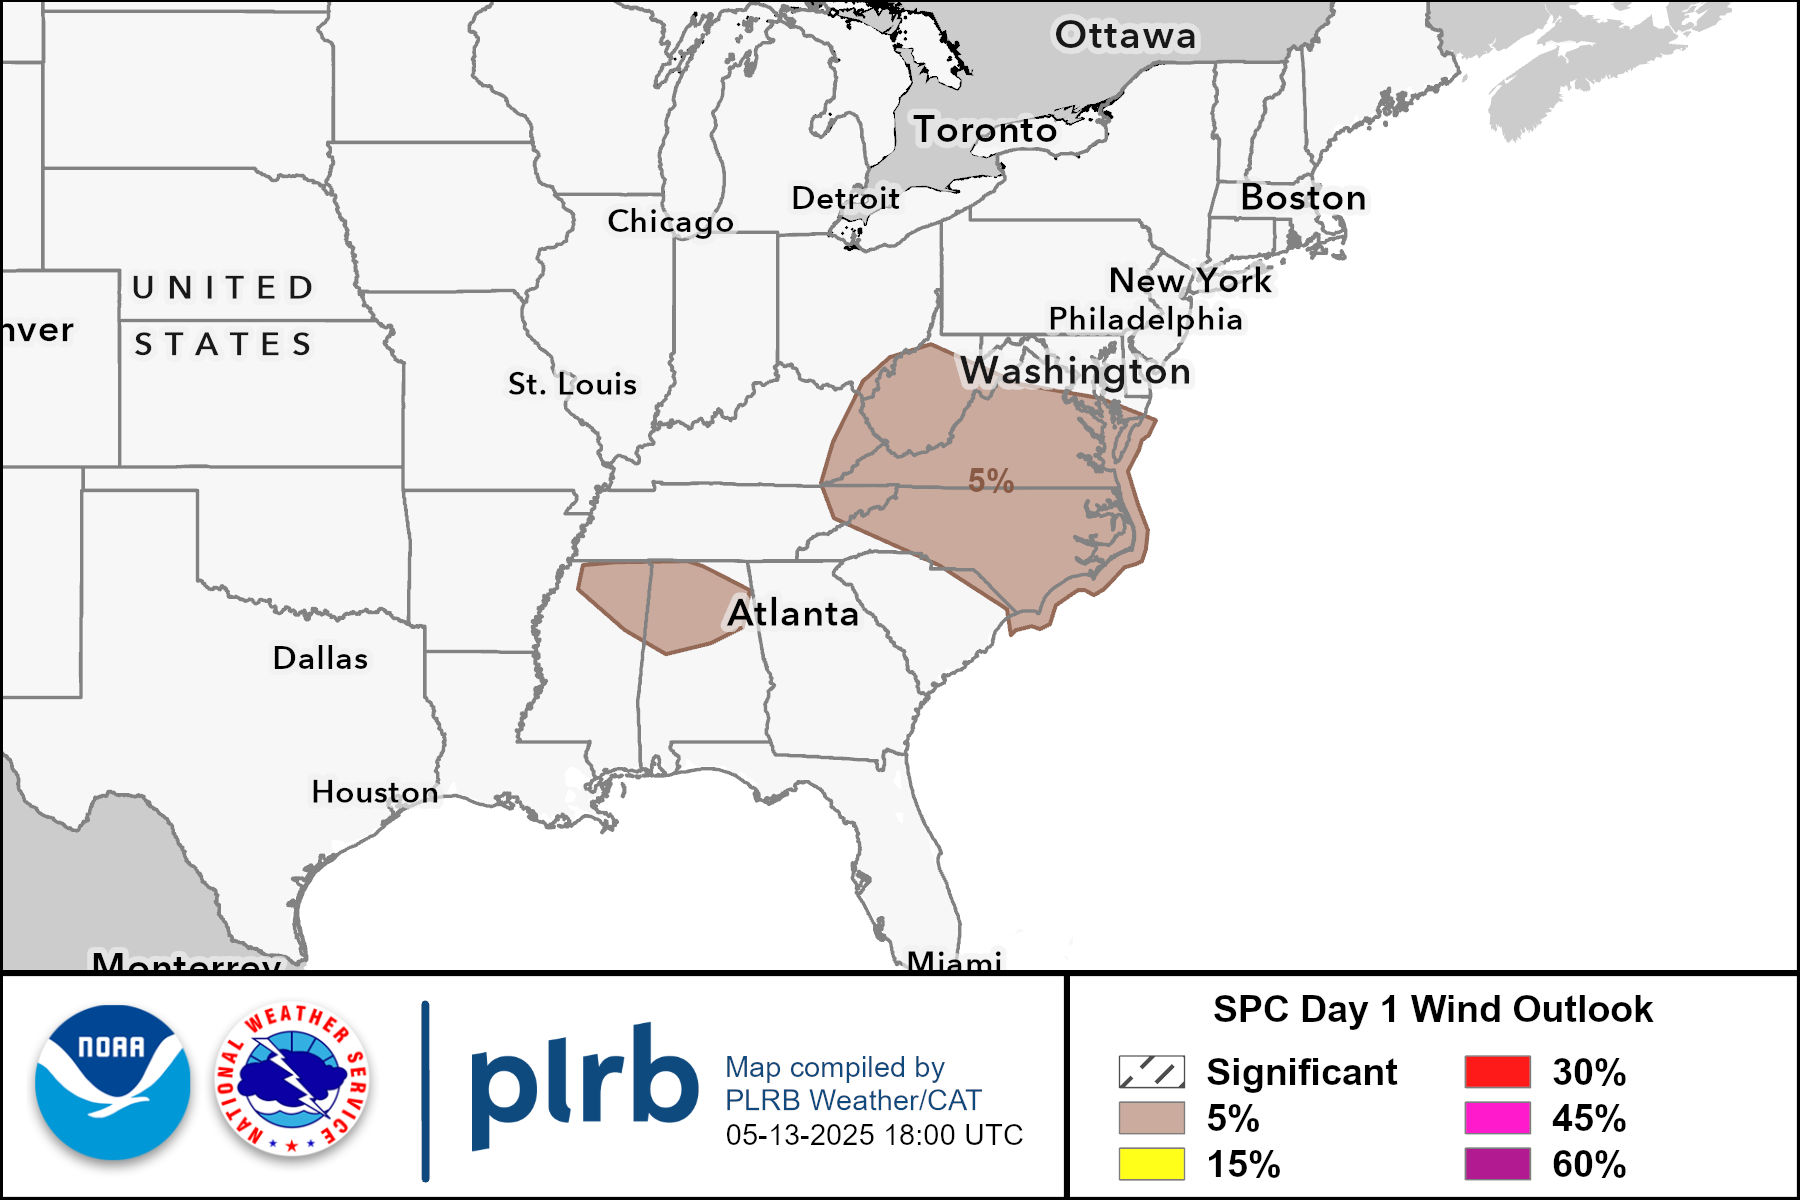 Ottawa
Toronto
Detroit
Boston
Chicago
New York
UNITED
Philadelphia
nver
STATES
Washington
St. Louis
5%
Atlanta
Dallas
Houston
Monterrey
Miami
NOAA
NATIONAL WEATHER SERVICE
plrb
Map compiled by
PLRB Weather/CAT
05-13-2025 18:00 UTC
SPC Day 1 Wind Outlook
Significant
5%
15%
30%
45%
60%